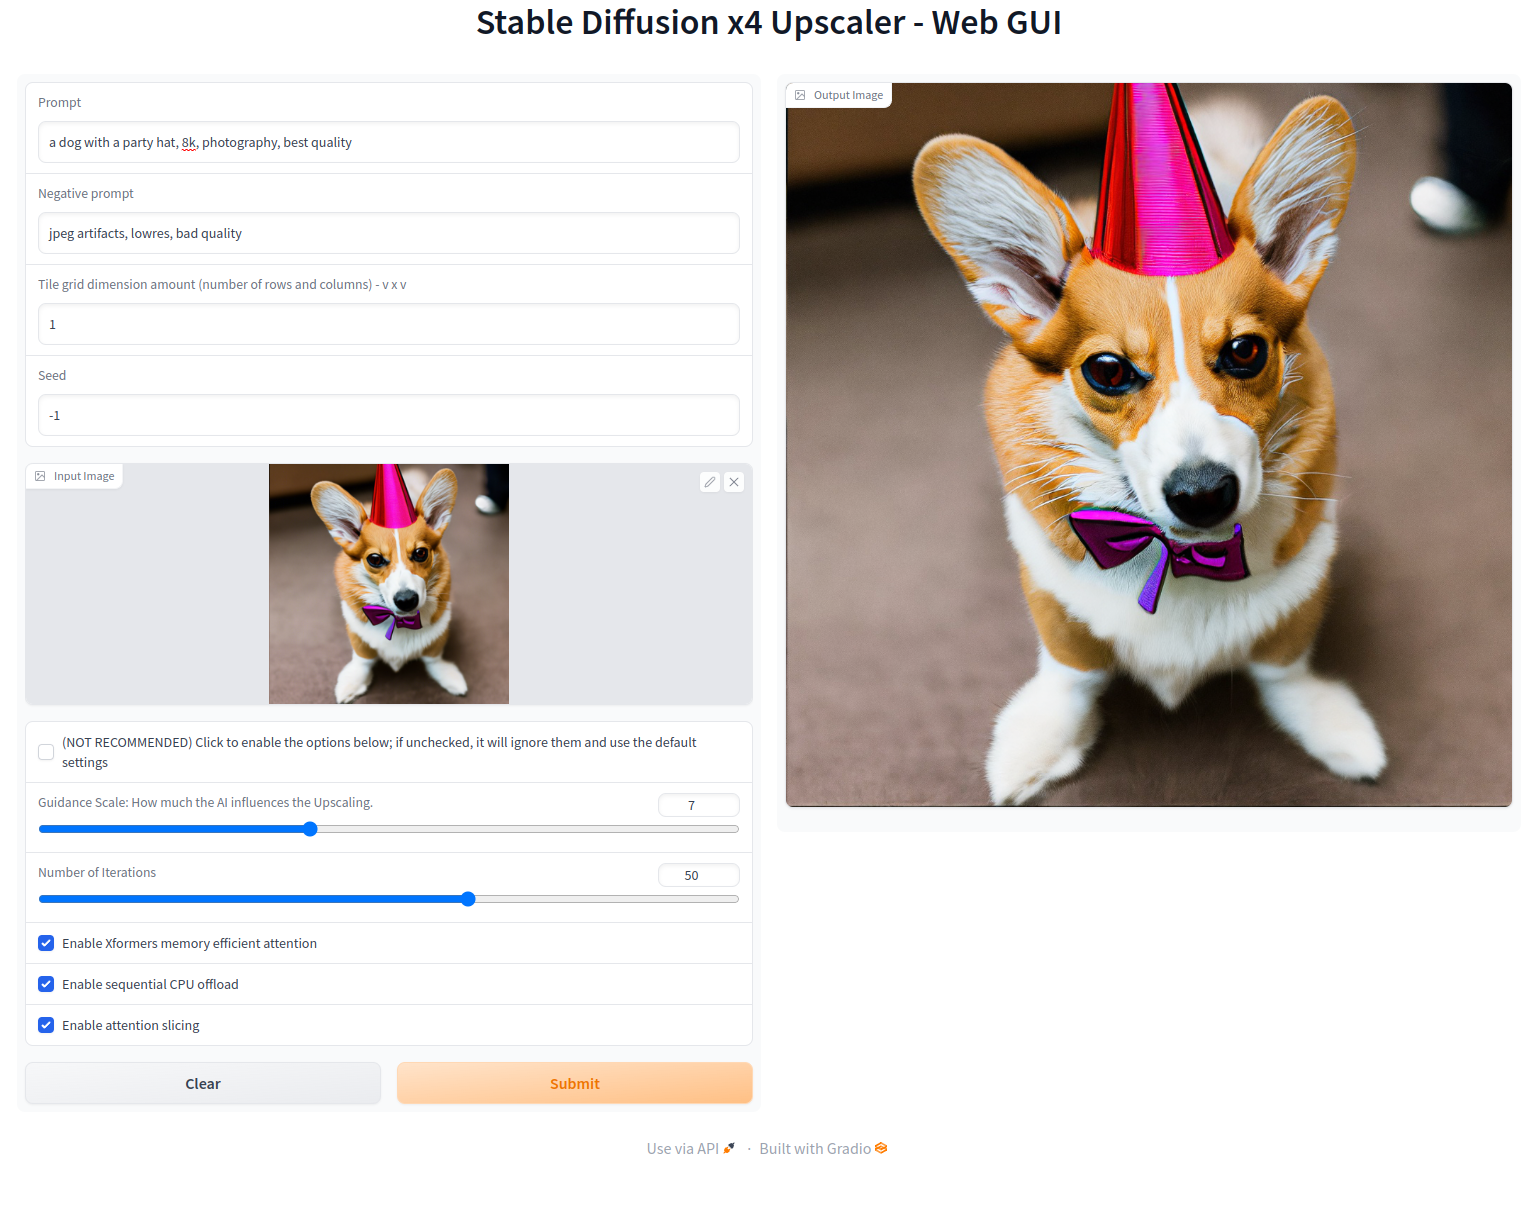 Stable Diffusion x4 Upscaler - Web GUI
Prompt
a dog with a party hat, 8k, photography, best quality
Negative prompt
jpeg artifacts, lowres, bad quality
Tile grid dimension amount (number of rows and columns) - v x v
1
Seed
-1
Input Image
(NOT RECOMMENDED) Click to enable the options below; if unchecked, it will ignore them and use the default
settings
Guidance Scale: How much the AI influences the Upscaling.
7
Number of Iterations
50
Enable Xformers memory efficient attention
Enable sequential CPU offload
Enable attention slicing
Clear
Submit
Output Image
Use via API · Built with Gradio